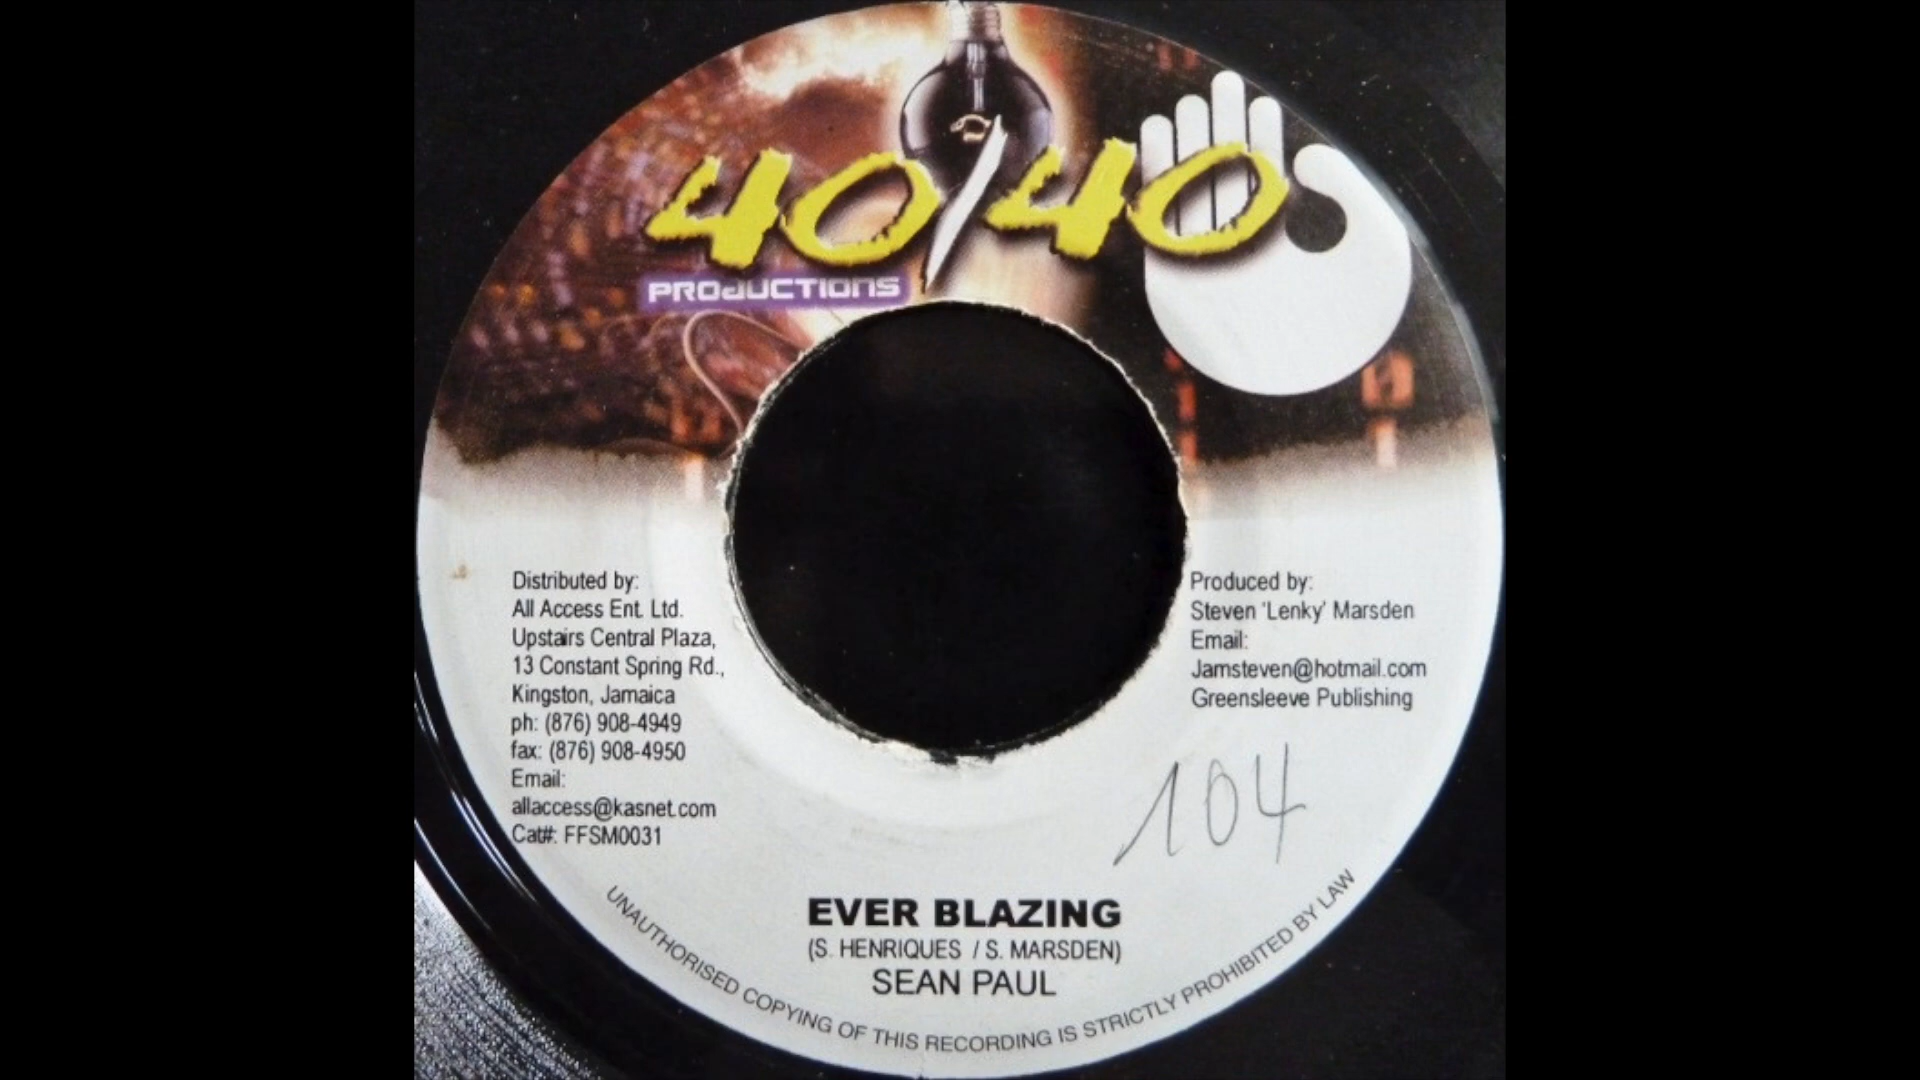 40/40
PRODUCTIONS
Distributed by:
All Access Ent. Ltd.
Upstairs Central Plaza,
13 Constant Spring Rd.,
Kingston, Jamaica
ph: (876) 908-4949
fax: (876) 908-4950
Email:
allaccess@kasnet.com
Cat#: FFSM0031
Produced by:
Steven 'Lenky' Marsden
Email:
Jamsteven@hotmail.com
Greensleeve Publishing
104
EVER BLAZING
(S. HENRIQUES / S. MARSDEN)
SEAN PAUL
UNAUTHORISED COPYING OF THIS RECORDING IS STRICTLY PROHIBITED BY LAW